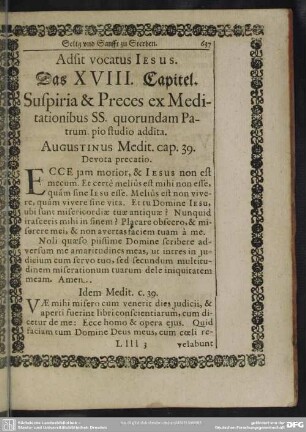 Selig und Sanfft zu Sterben. 637
Adsit vocatus IESUS.
Das XVIII. Capitel.
Suspiria & Preces ex Medi-
tationibus SS. quorundam Pa-
trum. pio studio addita.
AUGUSTINUS Medit. cap. 39.
Devota precatio.
ECCE jam morior, & IESUS non est
mecum. Et certè meliùs est mihi non esse,
quàm sine IESU esse. Meliùs est non vive-
re, quàm vivere sine vita. Et tu Domine IESU,
ubi sunt misericordiæ tuæ antiquæ? Nunquid
irasceris mihi in finem? Placare obsecro, & mi-
serere mei, & non avertas faciem tuam à me.
Noli quæso piissime Domine scribere ad-
versum me amaritudines meas, ut intres in ju-
dicium cum servo tuo, sed secundum multitu-
dinem miserationum tuarum dele iniquitatem
meam. Amen.
Idem Medit. c. 39.
VÆ mihi misero cum venerit dies judicii, &
aperti fuerint libri conscientiarum, cum di-
cetur de me: Ecce homo & opera ejus. Quid
faciam tum Domine Deus meus, cum cœli re-
Llll 3 velabunt